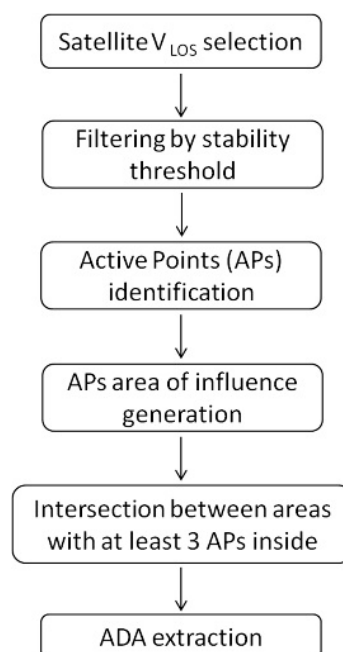 Satellite V LOS selection
Filtering by stability
threshold
Active Points (APs)
identification
APs area of influence
generation
Intersection between areas
with at least 3 APs inside
ADA extraction